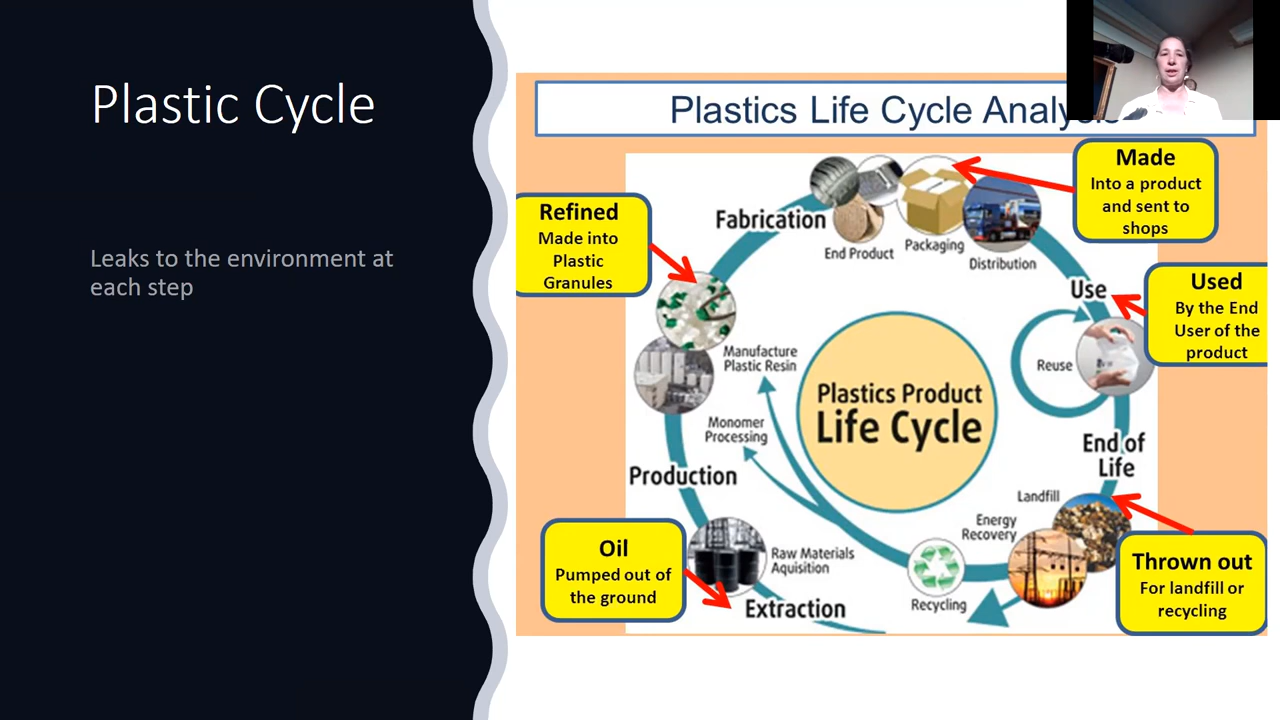 Plastic Cycle
Leaks to the environment at
each step
Plastics Life Cycle Analysis
Made
Into a product
and sent to
shops
Refined
Made into
Plastic
Granules
Fabrication
End Product
Packaging
Distribution
Use
Used
By the End
User of the
product
Reuse
Manufacture
Plastic Resin
Monomer
Processing
Plastics Product
Life Cycle
Production
End of
Life
Landfill
Energy
Recovery
Oil
Pumped out of
the ground
Raw Materials
Aquisition
Extraction
Recycling
Thrown out
For landfill or
recycling